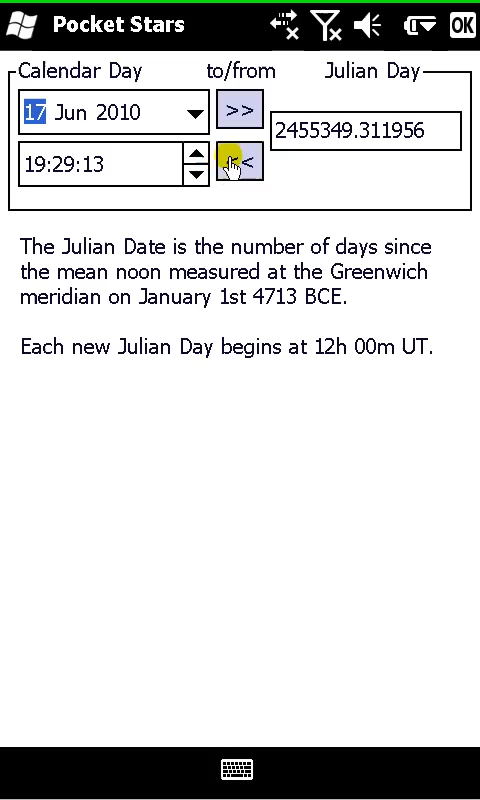 Pocket Stars
OK
Calendar Day to/from Julian Day
17 Jun 2010
>>
2455349.311956
19:29:13
<
The Julian Date is the number of days since
the mean noon measured at the Greenwich
meridian on January 1st 4713 BCE.
Each new Julian Day begins at 12h 00m UT.